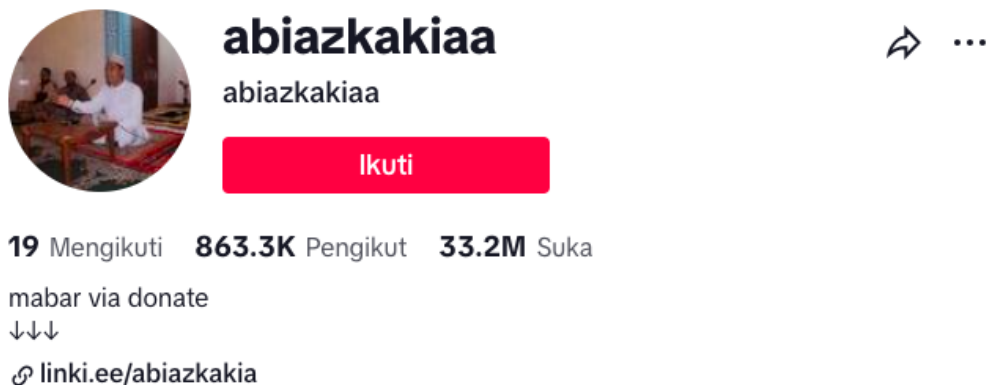 abiazkakiaa
abiazkakiaa
Ikuti
19 Mengikuti 863.3K Pengikut 33.2M Suka
mabar via donate
↓↓↓
linki.ee/abiazkakia